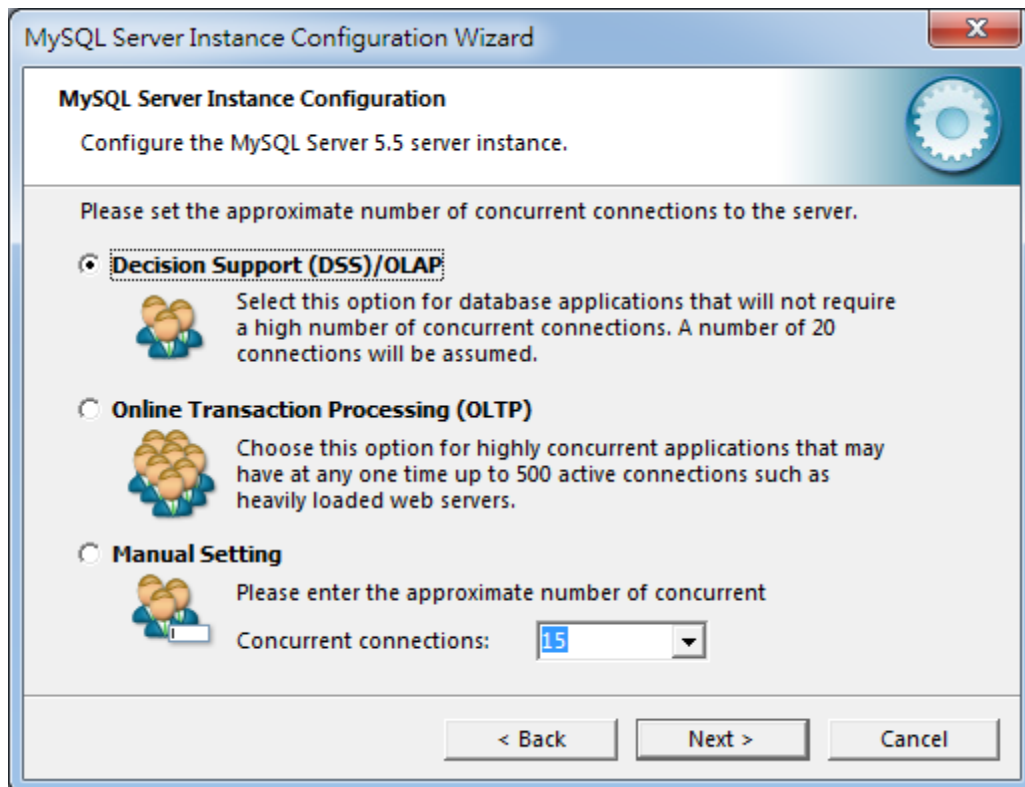 MySQL Server Instance Configuration Wizard
MySQL Server Instance Configuration
Configure the MySQL Server 5.5 server instance.
Please set the approximate number of concurrent connections to the server.
Decision Support (DSS)/OLAP
Select this option for database applications that will not require
a high number of concurrent connections. A number of 20
connections will be assumed.
Online Transaction Processing (OLTP)
Choose this option for highly concurrent applications that may
have at any one time up to 500 active connections such as
heavily loaded web servers.
Manual Setting
Please enter the approximate number of concurrent
Concurrent connections: 15
< Back Next > Cancel